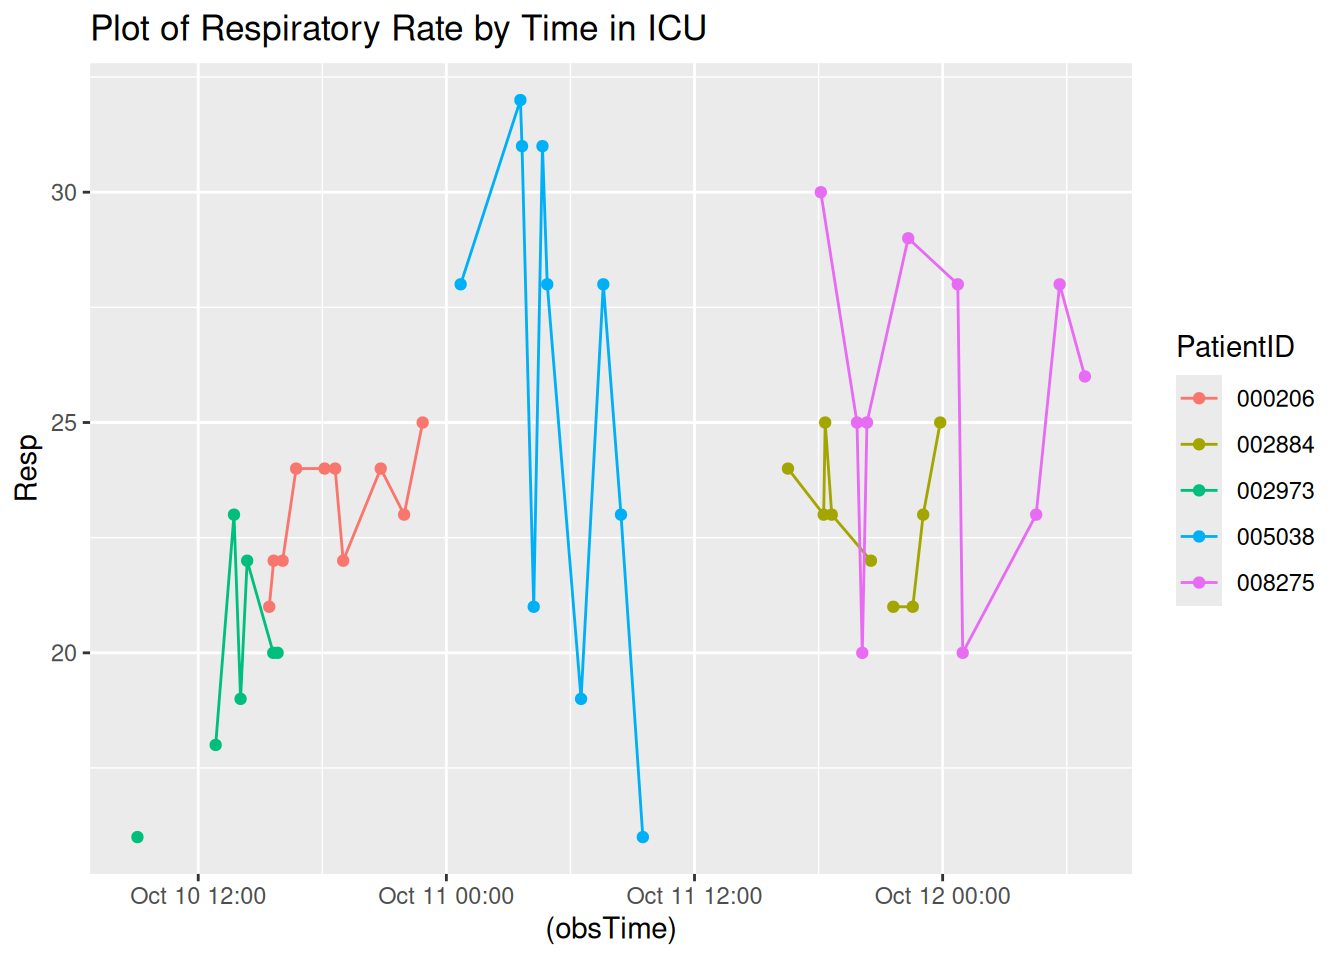 Plot of Respiratory Rate by Time in ICU
30
25
20
Resp
Oct 10 12:00
Oct 11 00:00
Oct 11 12:00
Oct 12 00:00
(obsTime)
PatientID
000206
002884
002973
005038
008275